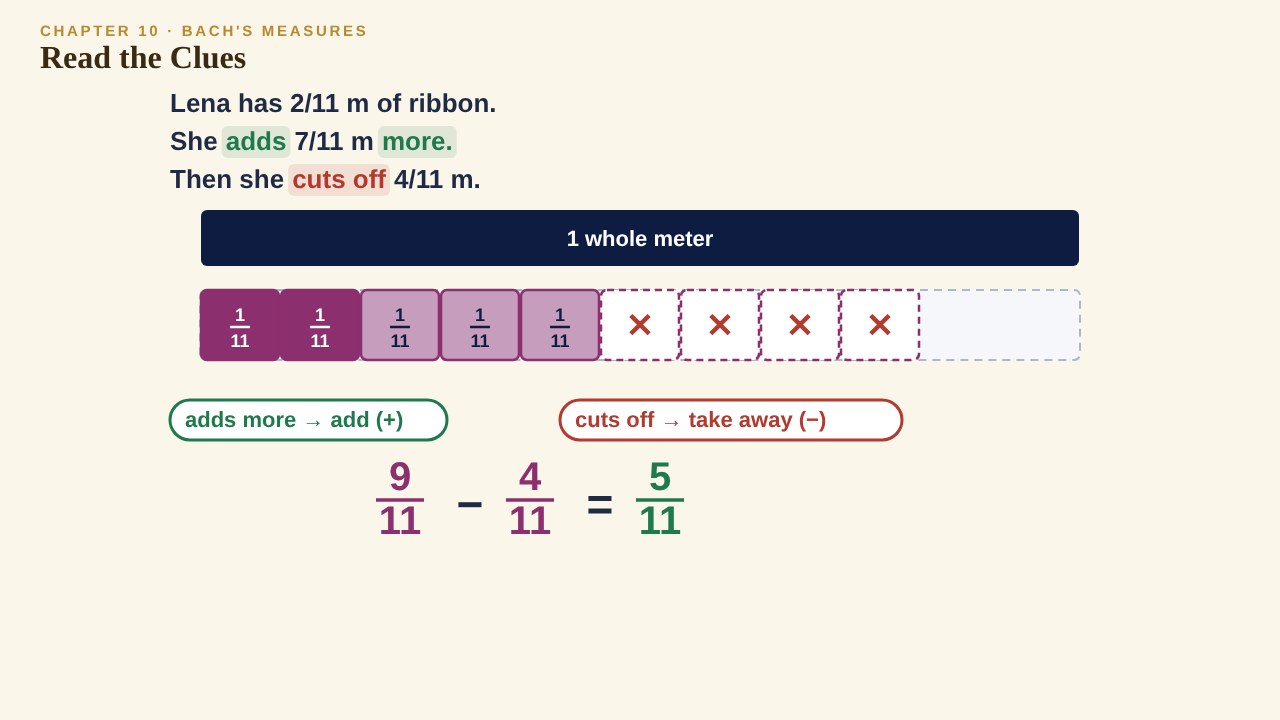 CHAPTER 10 · BACH'S MEASURES
Read the Clues
Lena has 2/11 m of ribbon.
She adds 7/11 m more.
Then she cuts off 4/11 m.
1 whole meter
1/11 1/11 1/11 1/11 1/11 ✕ ✕ ✕ ✕
adds more → add (+)
cuts off → take away (−)
9/11 − 4/11 = 5/11